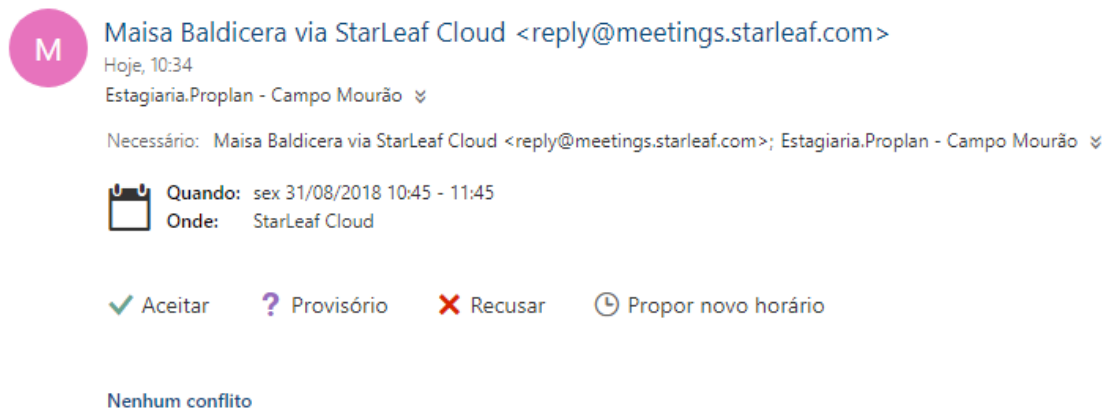 M
Maisa Baldicera via StarLeaf Cloud <reply@meetings.starleaf.com>
Hoje, 10:34
Estagiaria.Proplan - Campo Mourão
Necessário: Maisa Baldicera via StarLeaf Cloud <reply@meetings.starleaf.com>; Estagiaria.Proplan - Campo Mourão
Quando: sex 31/08/2018 10:45 - 11:45
Onde: StarLeaf Cloud
Aceitar ? Provisório Recusar Propor novo horário
Nenhum conflito